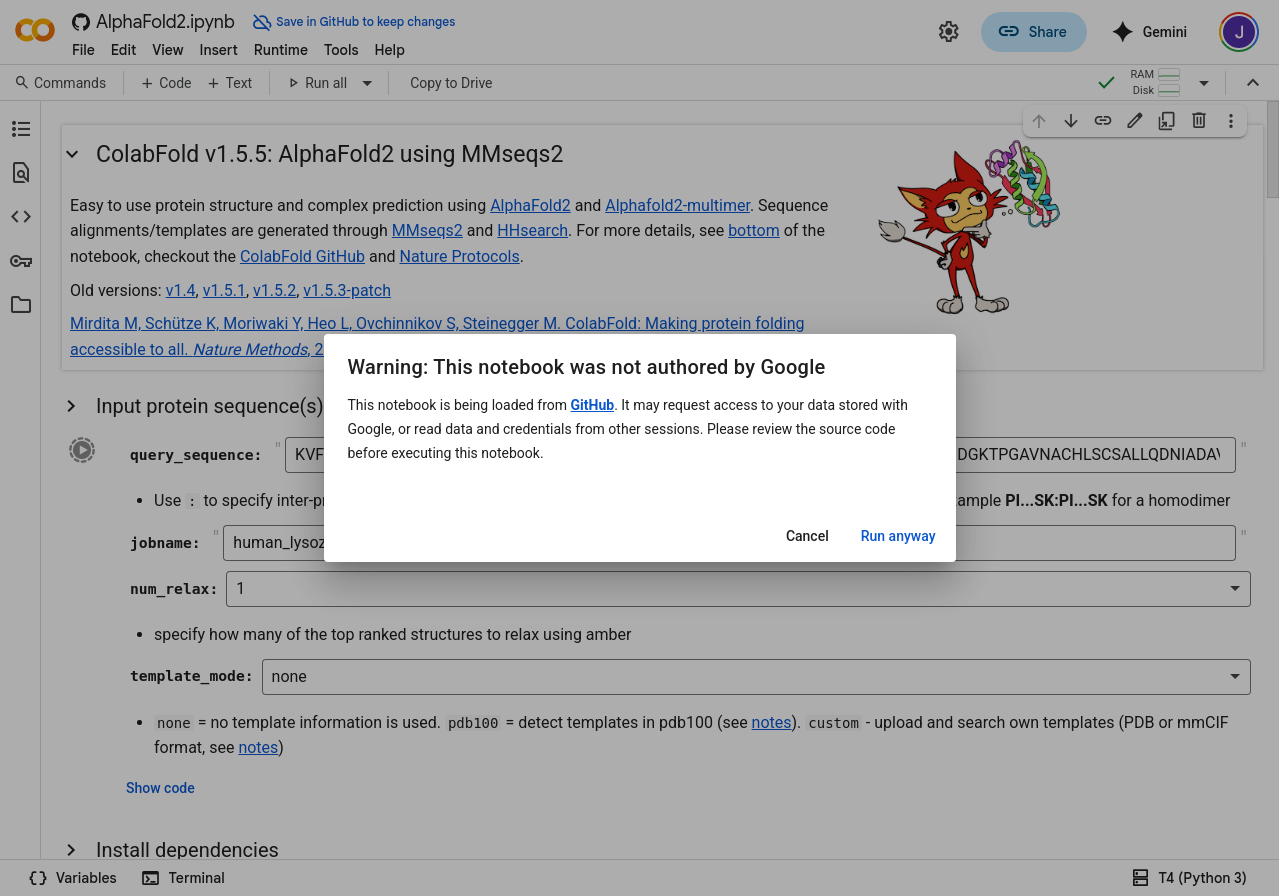 AlphaFold2.ipynb
Save in GitHub to keep changes
File Edit View Insert Runtime Tools Help
Share
Gemini
J
Commands + Code + Text Run all Copy to Drive
RAM
Disk
ColabFold v1.5.5: AlphaFold2 using MMseqs2
Easy to use protein structure and complex prediction using AlphaFold2 and Alphafold2-multimer. Sequence
alignments/templates are generated through MMseqs2 and HHsearch. For more details, see bottom of the
notebook, checkout the ColabFold GitHub and Nature Protocols.
Old versions: v1.4, v1.5.1, v1.5.2, v1.5.3-patch
Mirdita M, Schütze K, Moriwaki Y, Heo L, Ovchinnikov S, Steinegger M. ColabFold: Making protein folding
accessible to all. Nature Methods, 2
Warning: This notebook was not authored by Google
This notebook is being loaded from GitHub. It may request access to your data stored with
Google, or read data and credentials from other sessions. Please review the source code
before executing this notebook.
Cancel Run anyway
Input protein sequence(s)
query_sequence: " KVF DGKTPGAVNACHLSCSALLQDNIADA "
• Use : to specify inter-pr ample PI...SK:PI...SK for a homodimer
jobname: " human_lysoz "
num_relax: 1
• specify how many of the top ranked structures to relax using amber
template_mode: none
• none = no template information is used. pdb100 = detect templates in pdb100 (see notes). custom - upload and search own templates (PDB or mmCIF
format, see notes)
Show code
Install dependencies
Variables Terminal
T4 (Python 3)